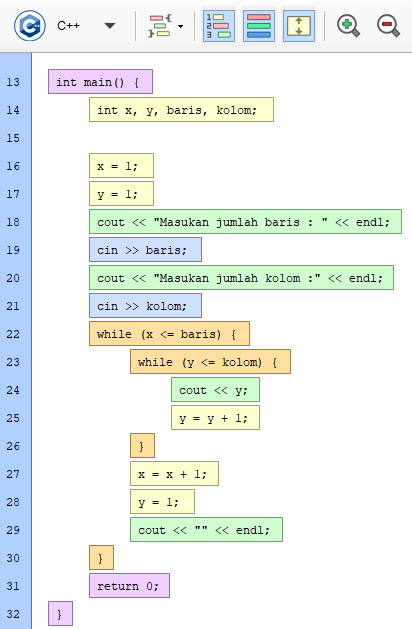 C++
13 int main() {
14 int x, y, baris, kolom;
15
16 x = 1;
17 y = 1;
18 cout << "Masukan jumlah baris : " << endl;
19 cin >> baris;
20 cout << "Masukan jumlah kolom :" << endl;
21 cin >> kolom;
22 while (x <= baris) {
23 while (y <= kolom) {
24 cout << y;
25 y = y + 1;
26 }
27 x = x + 1;
28 y = 1;
29 cout << "" << endl;
30 }
31 return 0;
32 }